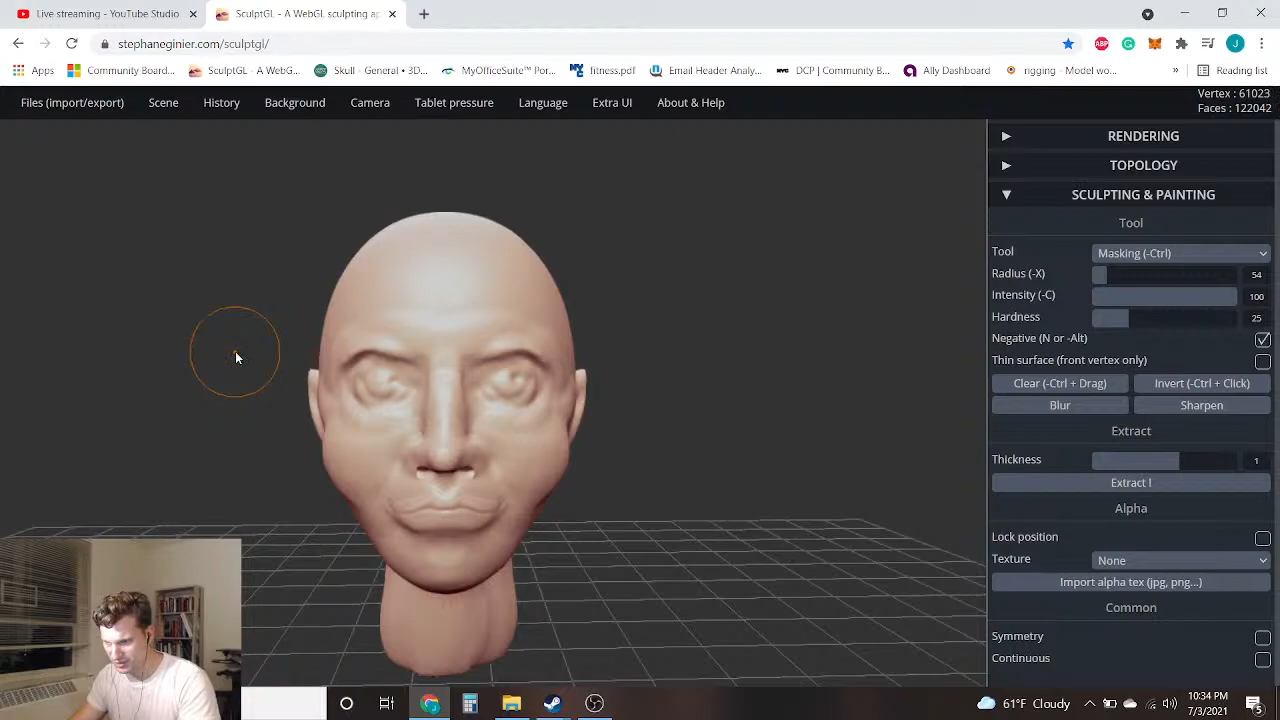 Live streaming - YouTube Studio
SculptGL - A WebGL sculpting ap
stephaneginier.com/sculptgl/
Apps
Community Board...
SculptGL - A WebG...
Skull - General • 3D...
MyOfficeSuite™ Por...
fitness.pdf
Email Header Analy...
DCP | Community B...
Ally Dashboard
rigging - Model wo...
»
Reading list
Files (import/export)
Scene
History
Background
Camera
Tablet pressure
Language
Extra UI
About & Help
Vertex : 61023
Faces : 122042
RENDERING
TOPOLOGY
SCULPTING & PAINTING
Tool
Tool Masking (-Ctrl)
Radius (-X) 54
Intensity (-C) 100
Hardness 25
Negative (N or -Alt)
Thin surface (front vertex only)
Clear (-Ctrl + Drag) Invert (-Ctrl + Click)
Blur Sharpen
Extract
Thickness 1
Extract !
Alpha
Lock position
Texture None
Import alpha tex (jpg, png...)
Common
Symmetry
Continuous
61°F Cloudy
10:34 PM
7/3/2021